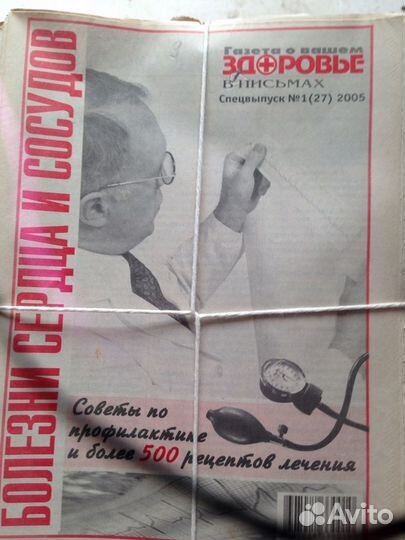 Газета о вашем
ЗДОРОВЬЕ
В ПИСЬМАХ
Спецвыпуск №1(27) 2005
БОЛЕЗНИ СЕРДЦА И СОСУДОВ
Советы по
профилактике
и более 500 рецептов лечения
Avito